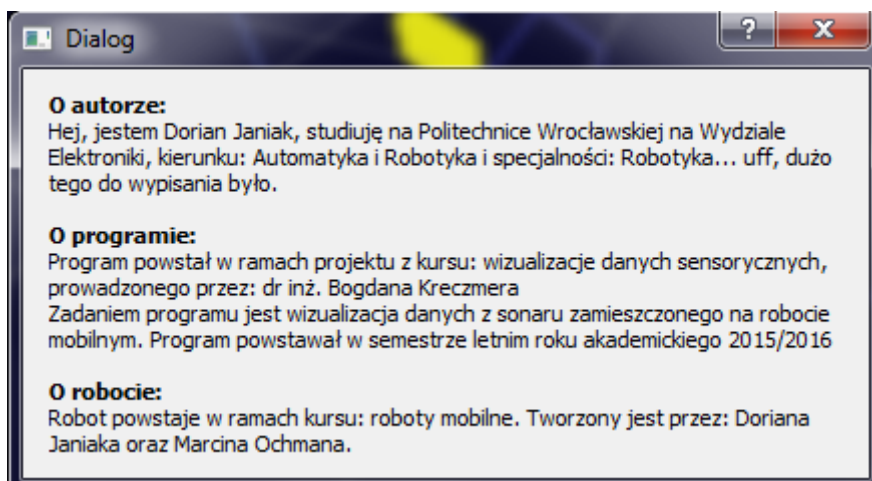 Dialog
?
X
O autorze:
Hej, jestem Dorian Janiak, studiuję na Politechnice Wrocławskiej na Wydziale
Elektroniki, kierunku: Automatyka i Robotyka i specjalności: Robotyka... uff, dużo
tego do wypisania było.
O programie:
Program powstał w ramach projektu z kursu: wizualizacje danych sensorycznych,
prowadzonego przez: dr inż. Bogdana Kreczmera
Zadaniem programu jest wizualizacja danych z sonaru zamieszczonego na robocie
mobilnym. Program powstawał w semestrze letnim roku akademickiego 2015/2016
O robocie:
Robot powstaje w ramach kursu: roboty mobilne. Tworzony jest przez: Doriana
Janiaka oraz Marcina Ochmana.